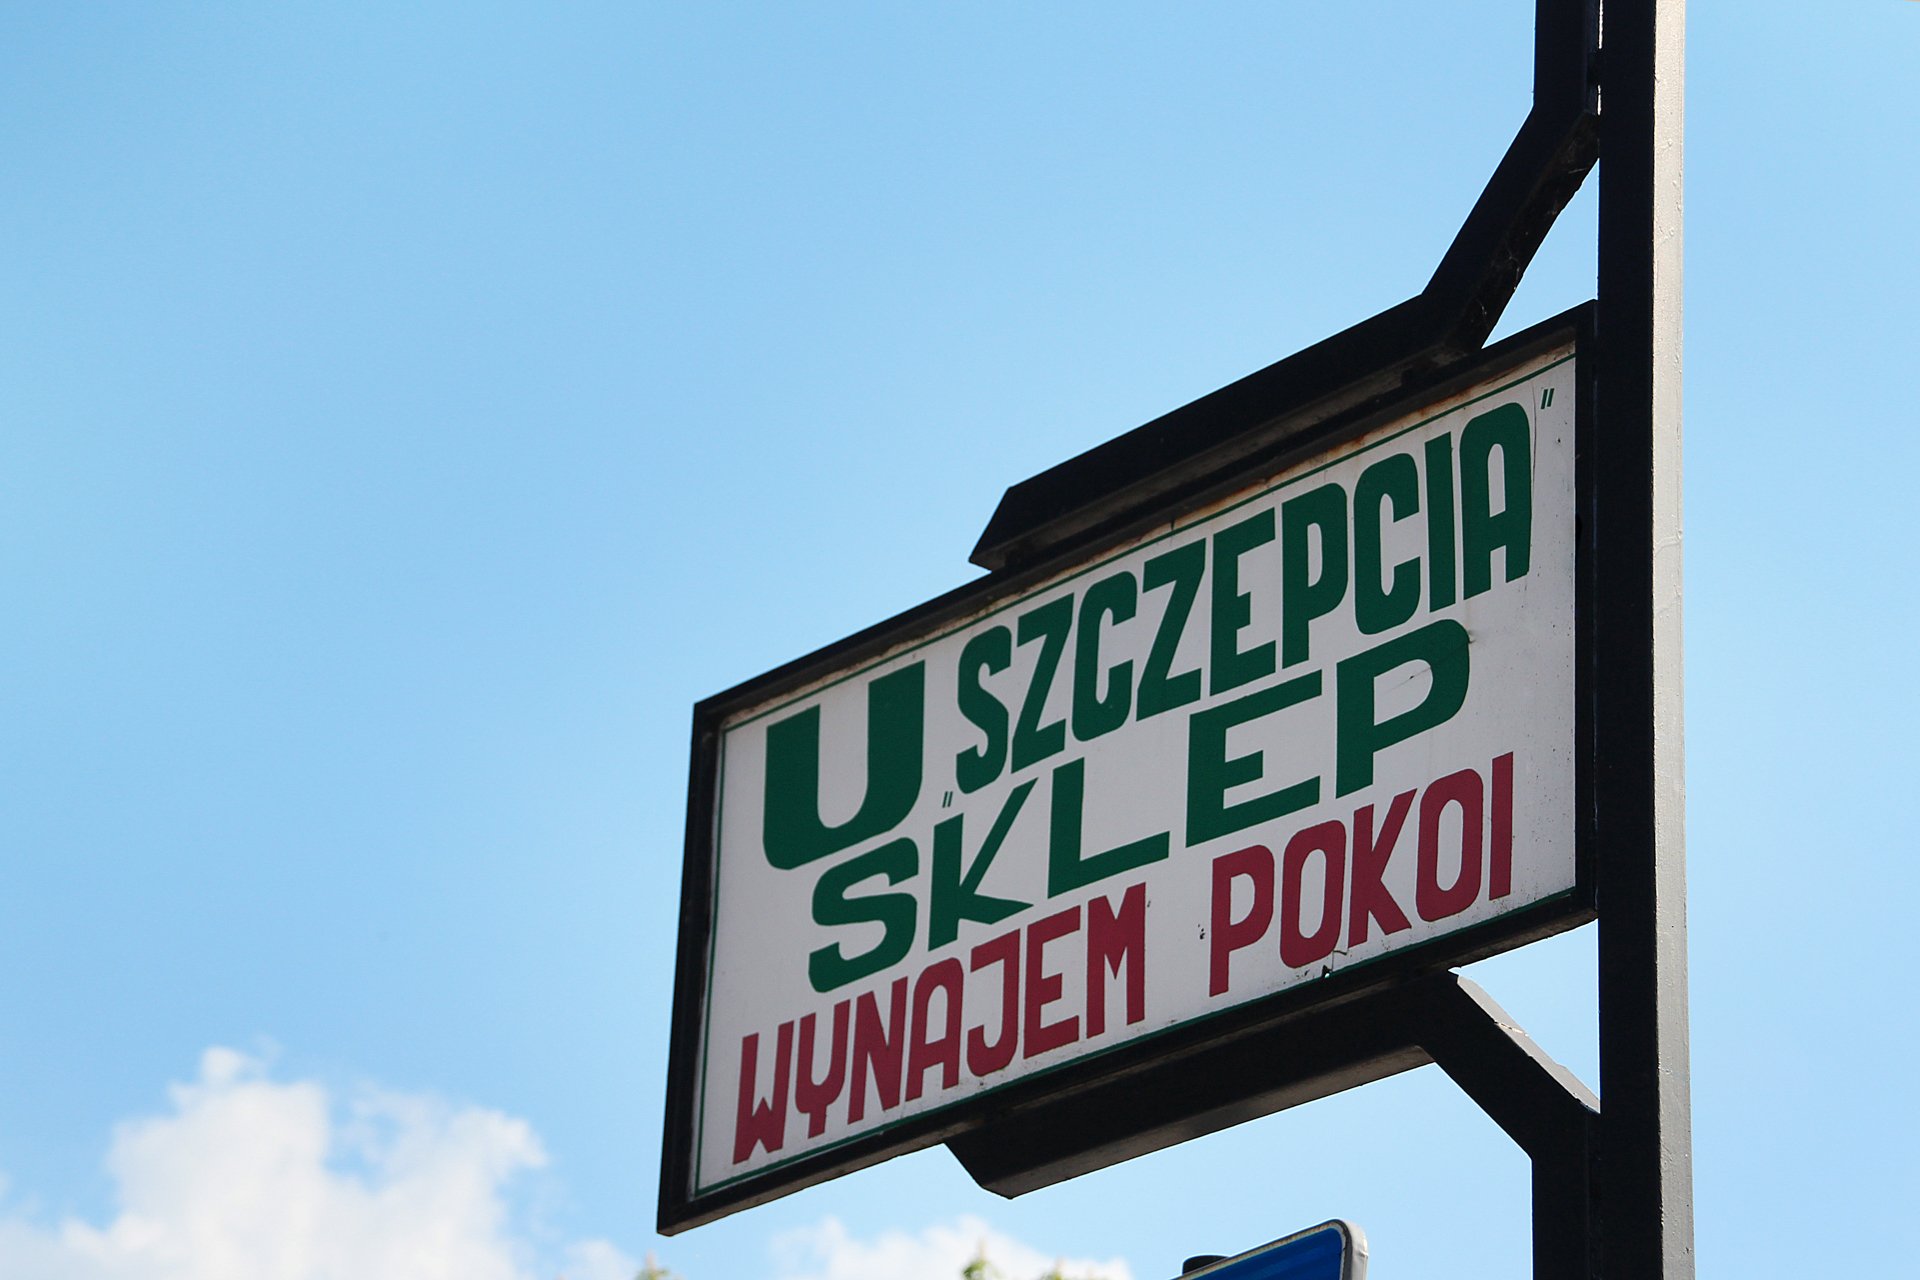 U „SZCZEPCIA"
SKLEP
WYNAJEM POKOI